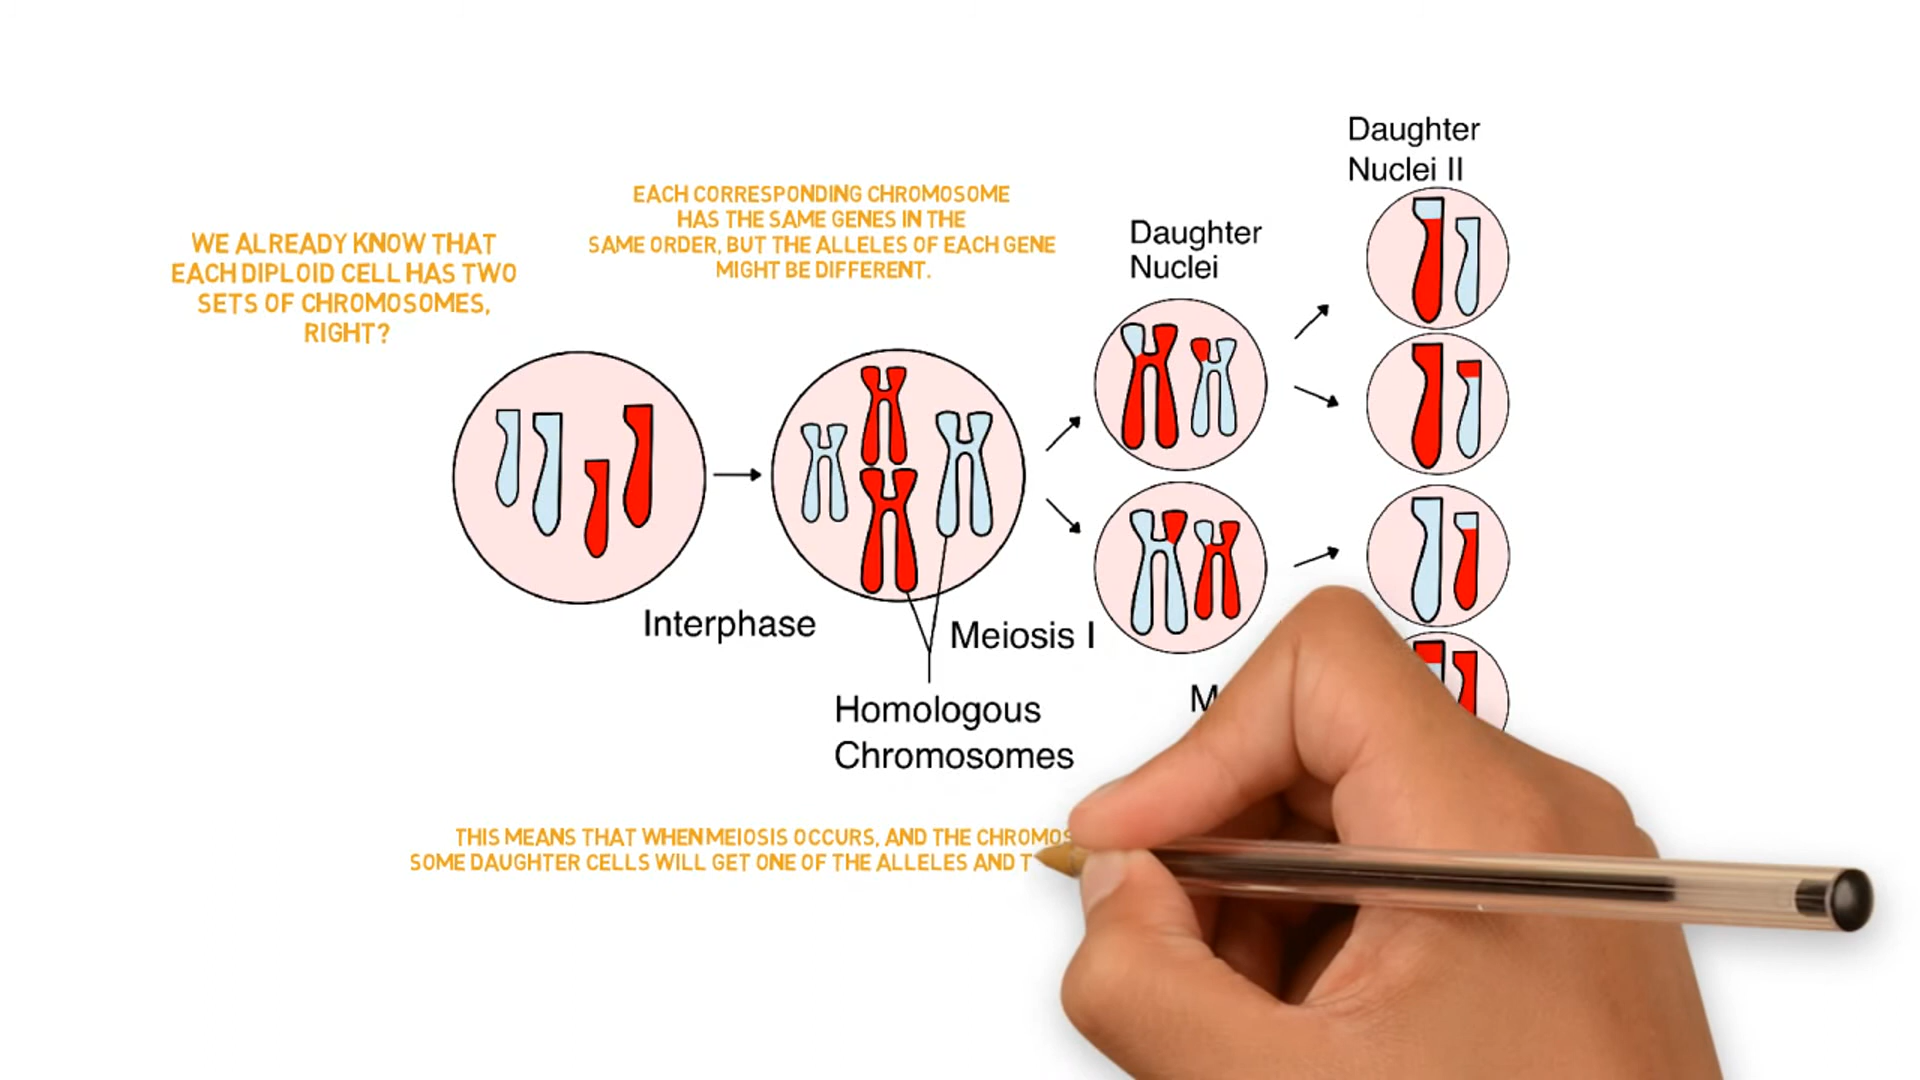 WE ALREADY KNOW THAT
EACH DIPLOID CELL HAS TWO
SETS OF CHROMOSOMES,
RIGHT?
EACH CORRESPONDING CHROMOSOME
HAS THE SAME GENES IN THE
SAME ORDER, BUT THE ALLELES OF EACH GENE
MIGHT BE DIFFERENT.
Daughter
Nuclei
Daughter
Nuclei II
Interphase
Meiosis I
Homologous
Chromosomes
THIS MEANS THAT WHEN MEIOSIS OCCURS, AND THE
SOME DAUGHTER CELLS WILL GET ONE OF THE ALLELES AND